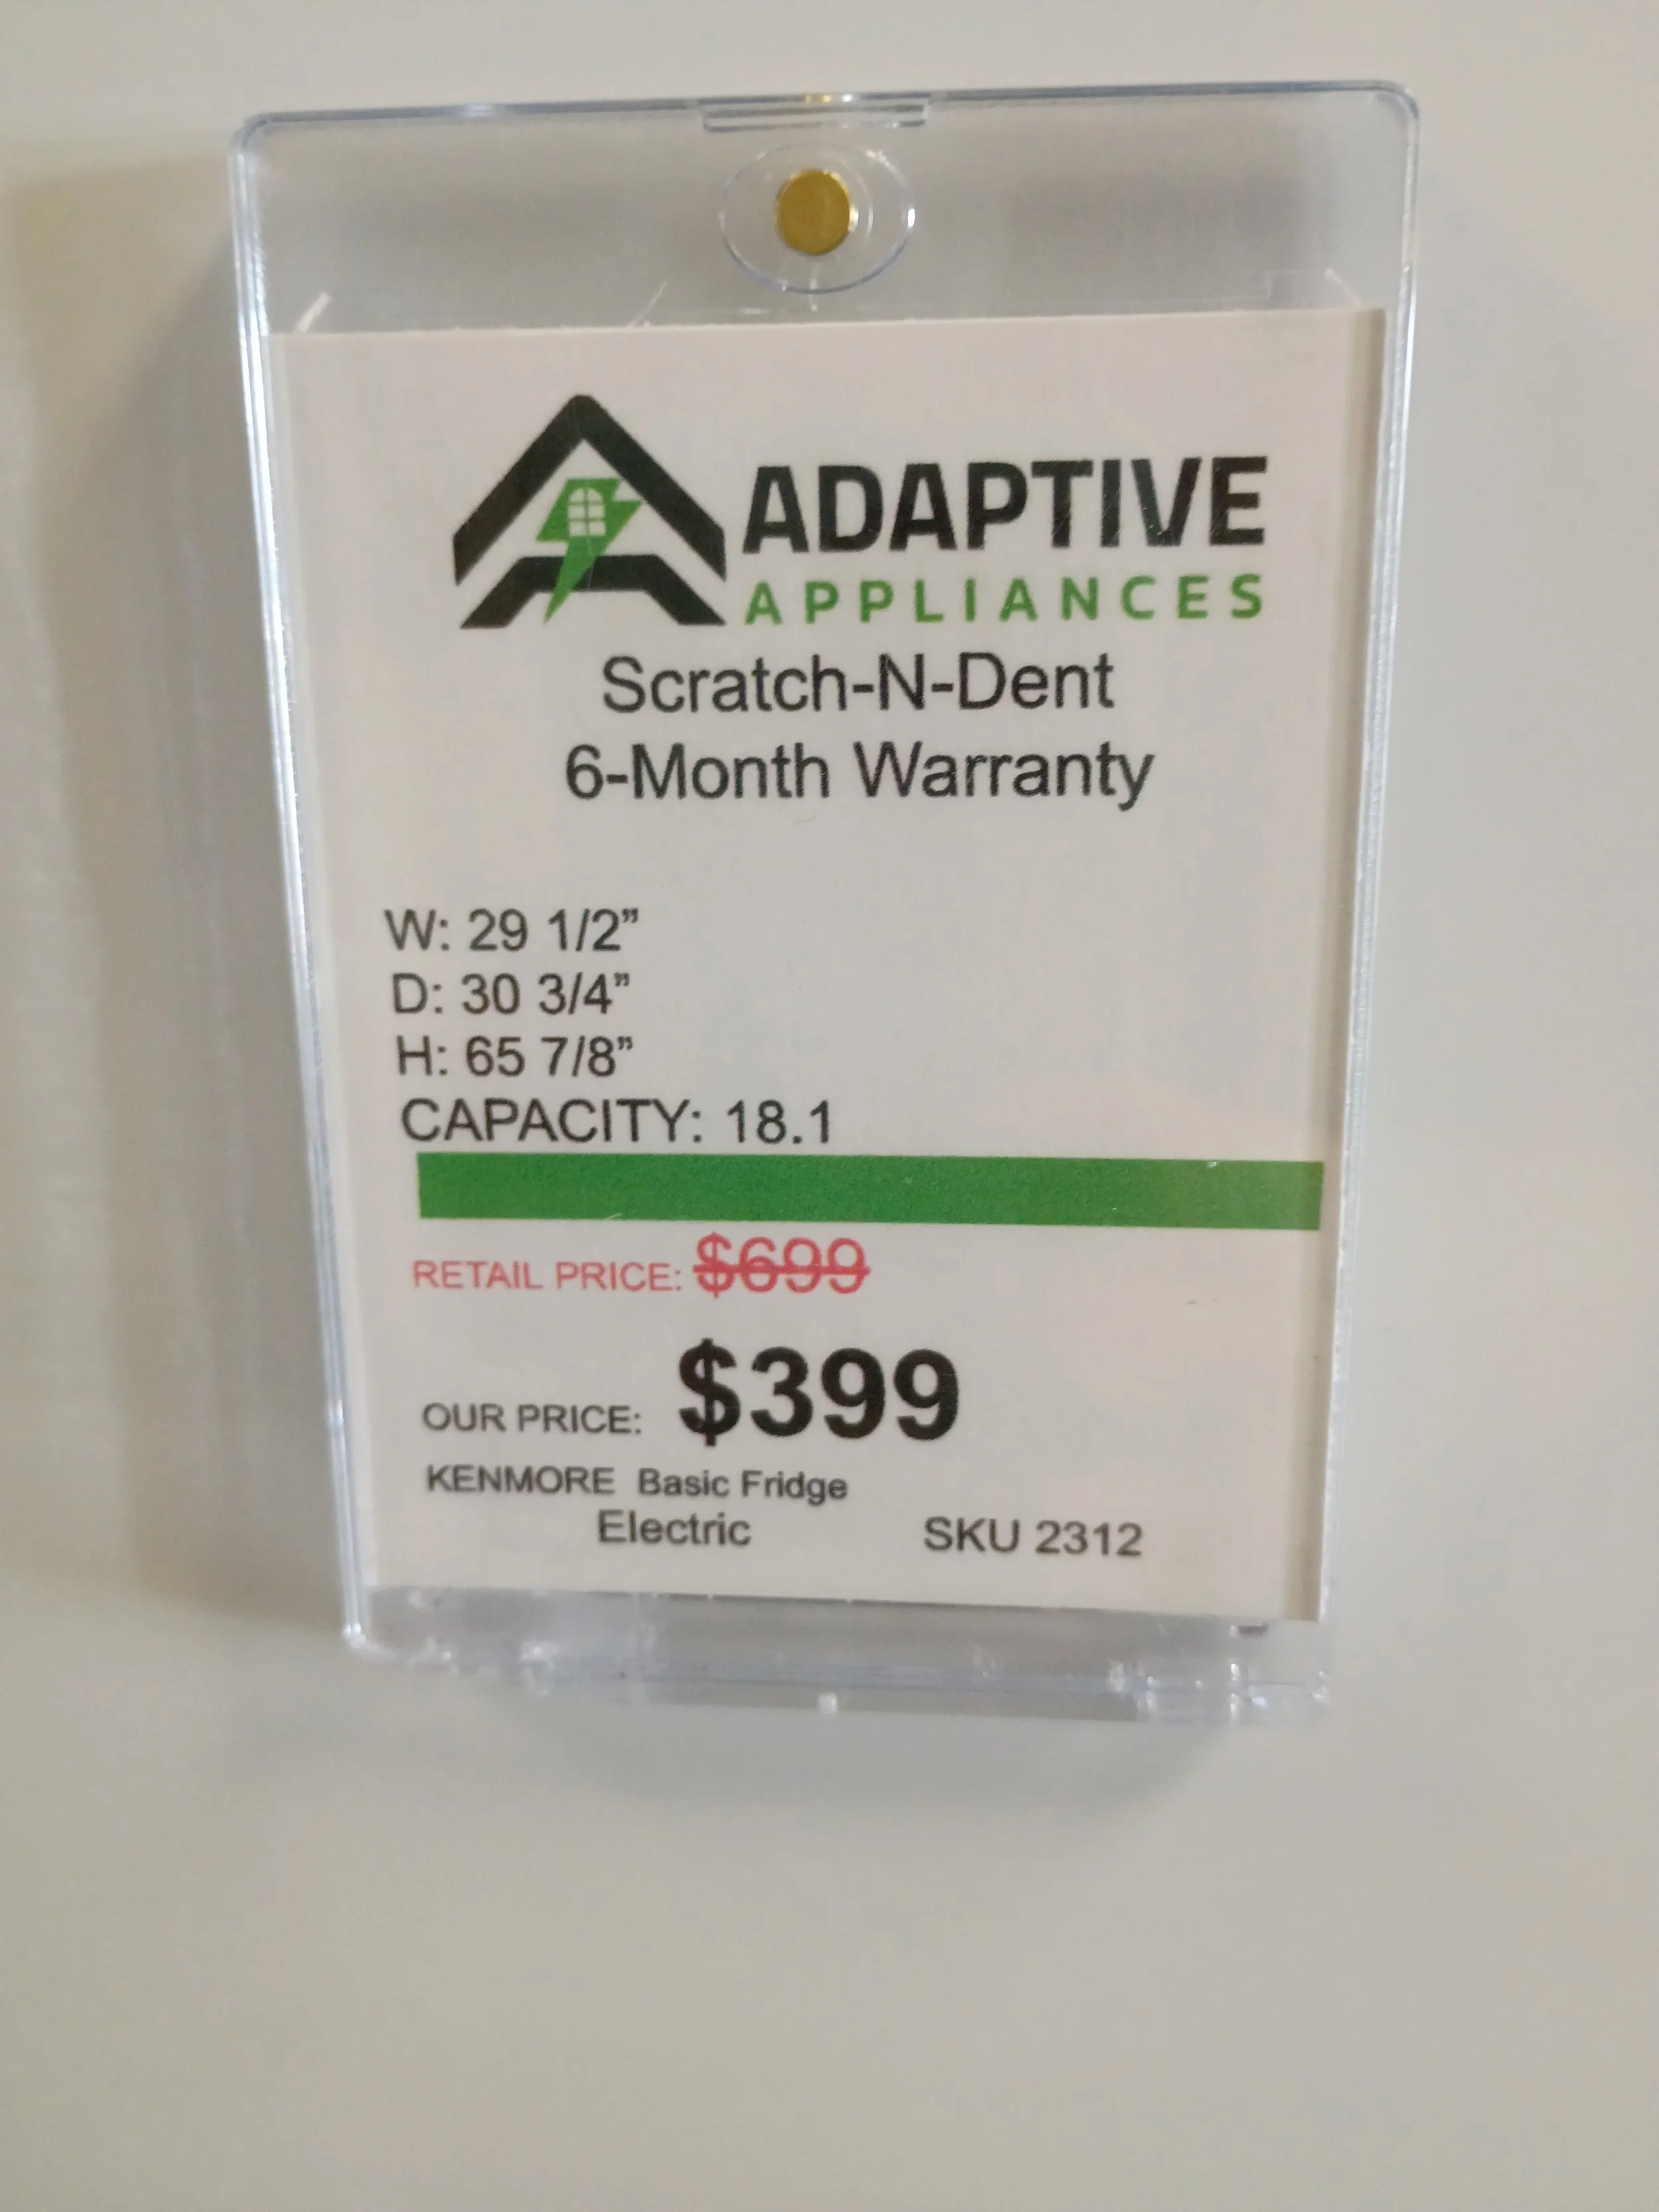 ADAPTIVE
APPLIANCES
Scratch-N-Dent
6-Month Warranty
W: 29 1/2”
D: 30 3/4”
H: 65 7/8”
CAPACITY: 18.1
RETAIL PRICE: $699
OUR PRICE: $399
KENMORE Basic Fridge
Electric SKU 2312